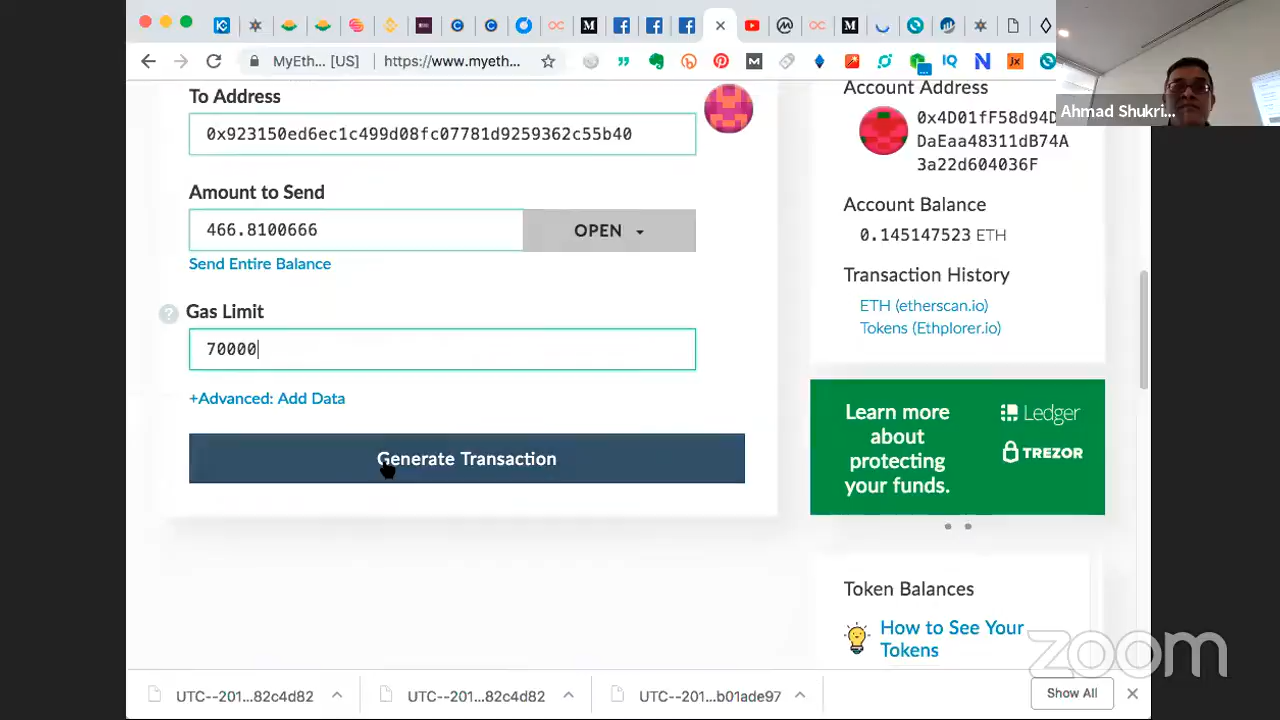 MyEth... [US]
https://www.myeth...
To Address
0x923150ed6ec1c499d08fc07781d9259362c55b40
Amount to Send
466.8100666
OPEN
Send Entire Balance
? Gas Limit
70000
+Advanced: Add Data
Generate Transaction
Account Address
0x4D01fF58d94D
DaEaa48311dB74A
3a22d604036F
Account Balance
0.145147523 ETH
Transaction History
ETH (etherscan.io)
Tokens (Ethplorer.io)
Learn more
about
protecting
your funds.
Ledger
TREZOR
Token Balances
How to See Your
Tokens
Ahmad Shukri...
UTC--201...82c4d82
UTC--201...82c4d82
UTC--201...b01ade97
Show All
zoom